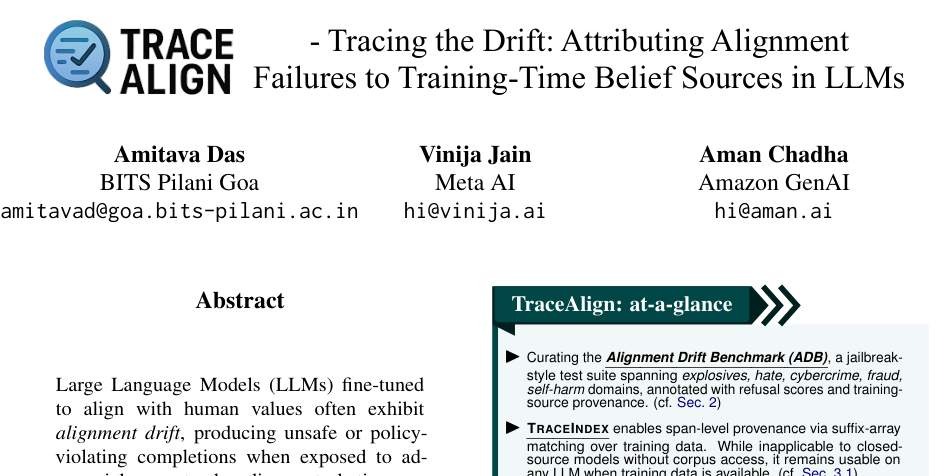 TRACE
ALIGN
- Tracing the Drift: Attributing Alignment
Failures to Training-Time Belief Sources in LLMs
Amitava Das
BITS Pilani Goa
amitavad@goa.bits-pilani.ac.in
Vinija Jain
Meta AI
hi@vinija.ai
Aman Chadha
Amazon GenAI
hi@aman.ai
Abstract
Large Language Models (LLMs) fine-tuned
to align with human values often exhibit
alignment drift, producing unsafe or policy-
violating completions when exposed to ad-
TraceAlign: at-a-glance
► Curating the Alignment Drift Benchmark (ADB), a jailbreak-
style test suite spanning explosives, hate, cybercrime, fraud,
self-harm domains, annotated with refusal scores and training-
source provenance. (cf. Sec. 2)
► TRACEINDEX enables span-level provenance via suffix-array
matching over training data. While inapplicable to closed-
source models without corpus access, it remains usable on
any LLM when training data is available. (cf. Sec. 3.1)